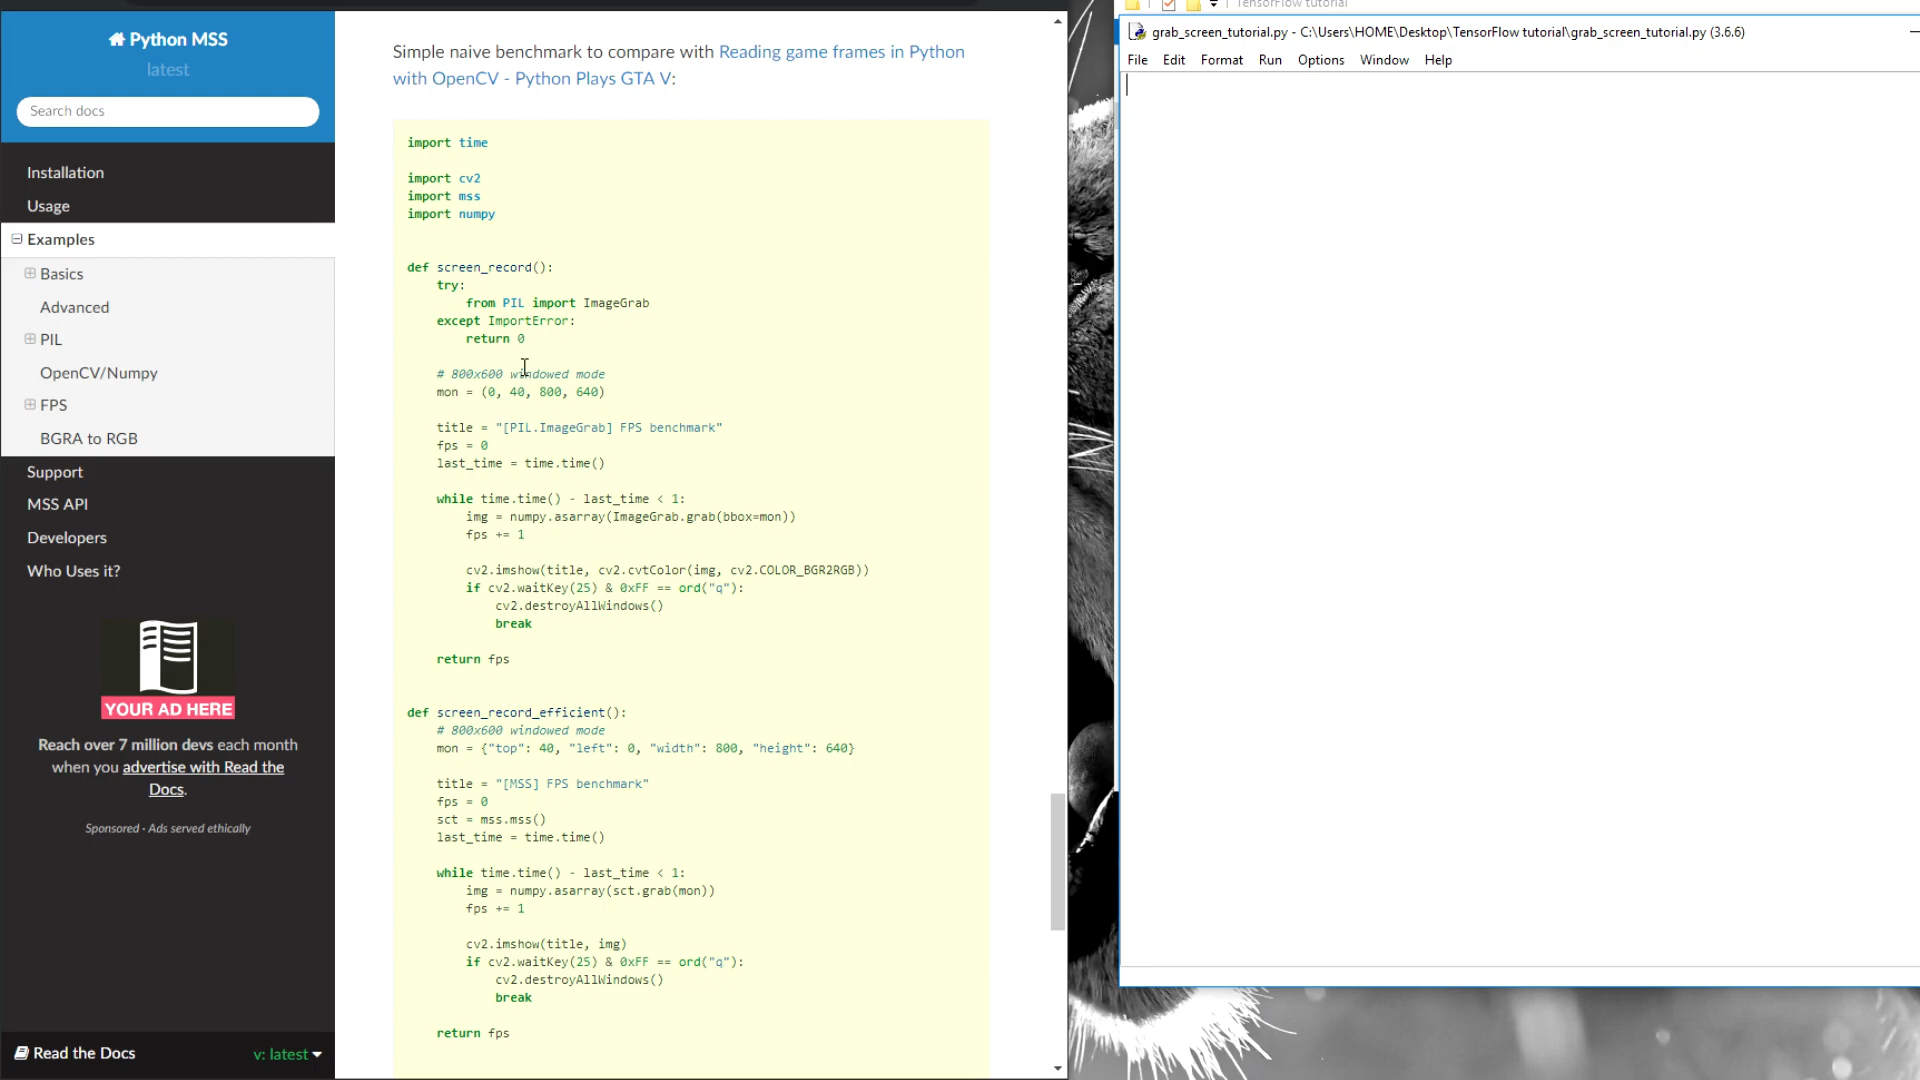 Python MSS
latest
Search docs
Installation
Usage
Examples
Basics
Advanced
PIL
OpenCV/Numpy
FPS
BGRA to RGB
Support
MSS API
Developers
Who Uses it?
YOUR AD HERE
Reach over 7 million devs each month
when you advertise with Read the
Docs.
Sponsored · Ads served ethically
Read the Docs
v: latest
Simple naive benchmark to compare with Reading game frames in Python
with OpenCV - Python Plays GTA V:
import time
import cv2
import mss
import numpy
def screen_record():
try:
from PIL import ImageGrab
except ImportError:
return 0
# 800x600 windowed mode
mon = (0, 40, 800, 640)
title = "[PIL.ImageGrab] FPS benchmark"
fps = 0
last_time = time.time()
while time.time() - last_time < 1:
img = numpy.asarray(ImageGrab.grab(bbox=mon))
fps += 1
cv2.imshow(title, cv2.cvtColor(img, cv2.COLOR_BGR2RGB))
if cv2.waitKey(25) & 0xFF == ord("q"):
cv2.destroyAllWindows()
break
return fps
def screen_record_efficient():
# 800x600 windowed mode
mon = {"top": 40, "left": 0, "width": 800, "height": 640}
title = "[MSS] FPS benchmark"
fps = 0
sct = mss.mss()
last_time = time.time()
while time.time() - last_time < 1:
img = numpy.asarray(sct.grab(mon))
fps += 1
cv2.imshow(title, img)
if cv2.waitKey(25) & 0xFF == ord("q"):
cv2.destroyAllWindows()
break
return fps
TensorFlow tutorial
grab_screen_tutorial.py - C:\Users\HOME\Desktop\TensorFlow tutorial\grab_screen_tutorial.py (3.6.6)
File Edit Format Run Options Window Help